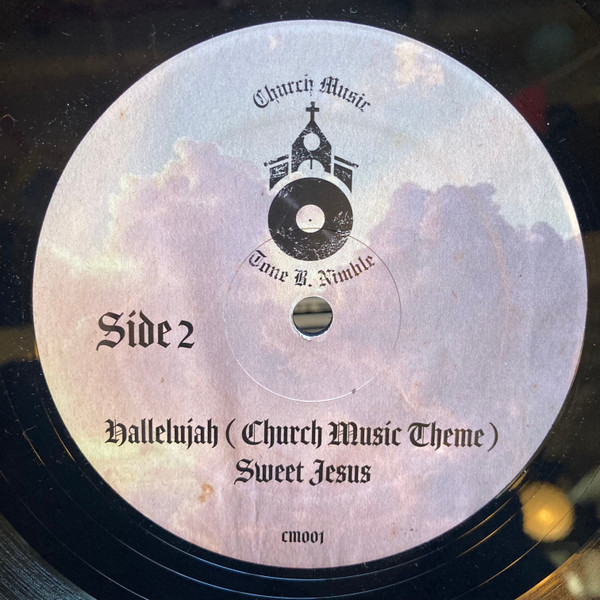 Church Music
Tone B. Nimble
Side 2
Hallelujah ( Church Music Theme )
Sweet Jesus
CM001